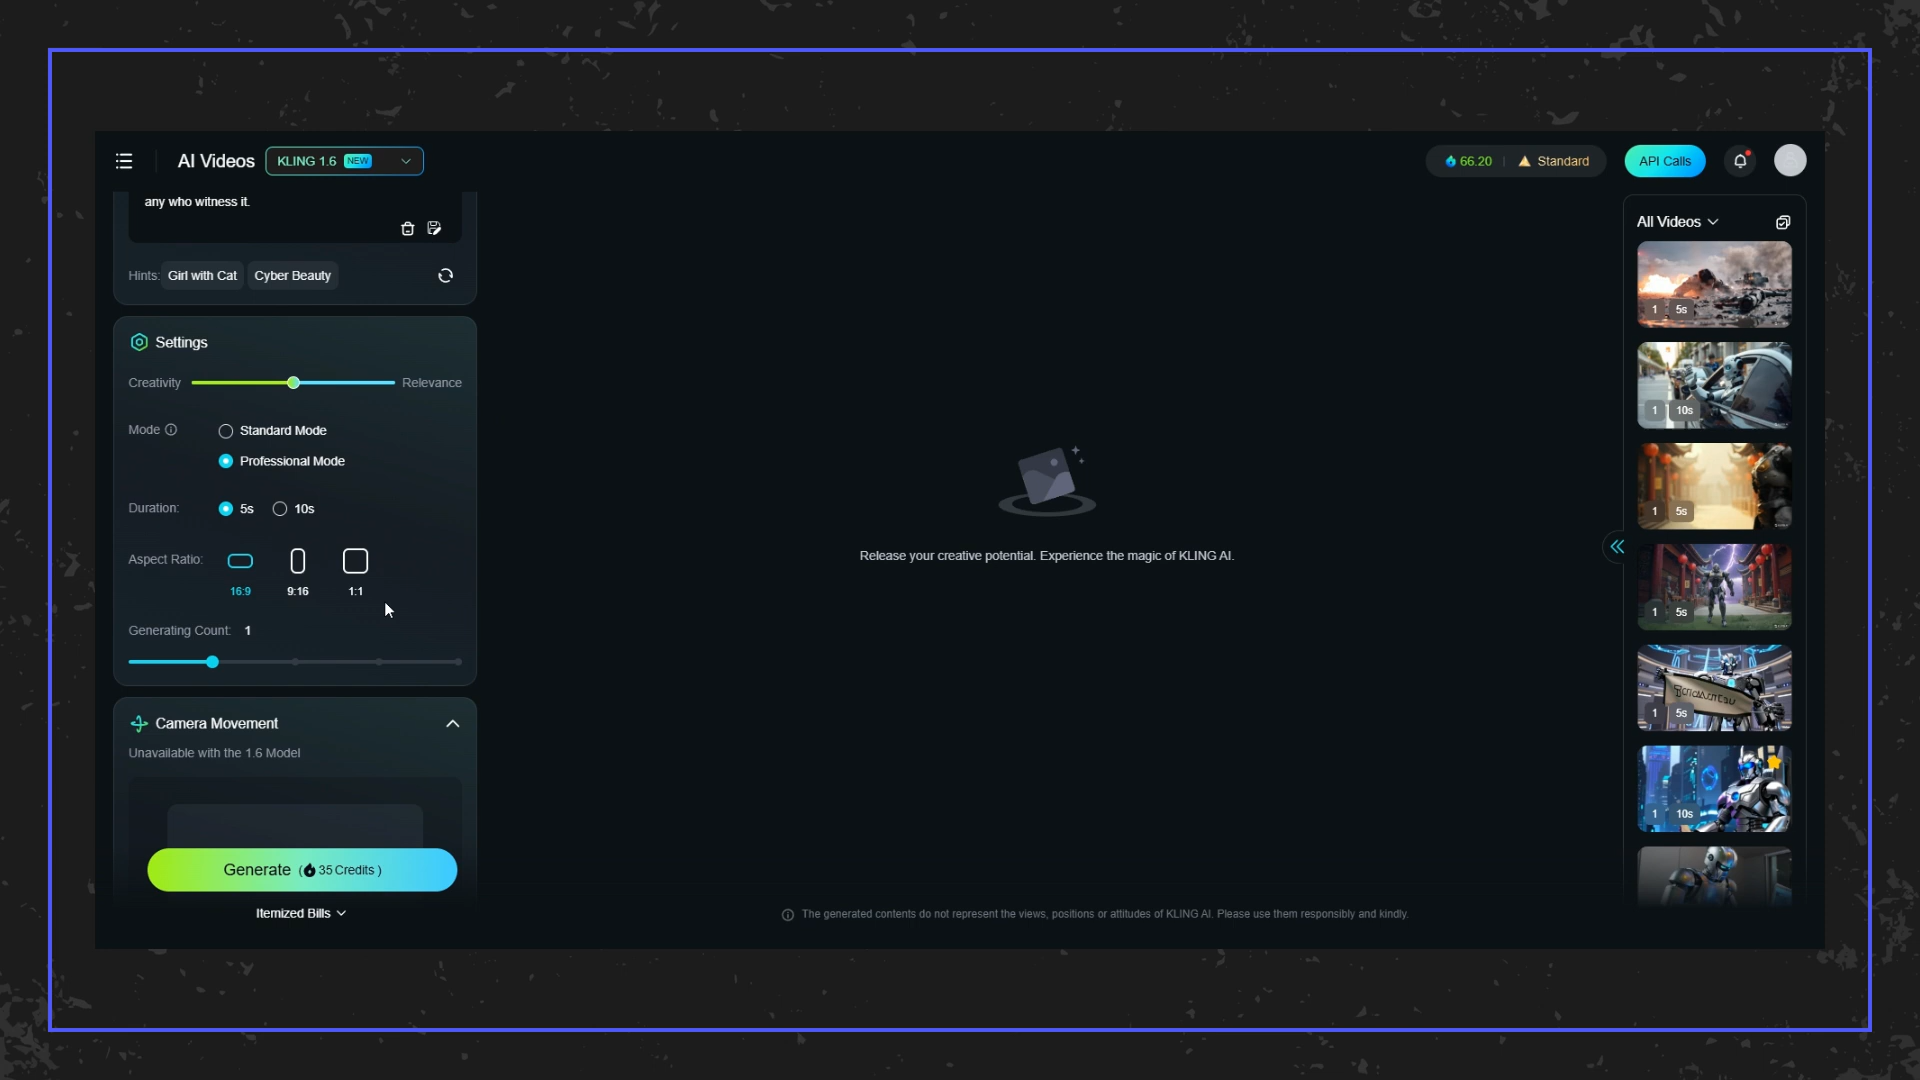 AI Videos
KLING 1.6 NEW
66.20
Standard
API Calls
any who witness it.
Hints:
Girl with Cat
Cyber Beauty
Settings
Creativity
Relevance
Mode
Standard Mode
Professional Mode
Duration:
5s
10s
Aspect Ratio:
16:9
9:16
1:1
Generating Count: 1
Camera Movement
Unavailable with the 1.6 Model
Generate ( 35 Credits )
Itemized Bills
Release your creative potential. Experience the magic of KLING AI.
The generated contents do not represent the views, positions or attitudes of KLING AI. Please use them responsibly and kindly.
All Videos
1 5s
1 10s
1 5s
1 5s
1 5s
1 10s